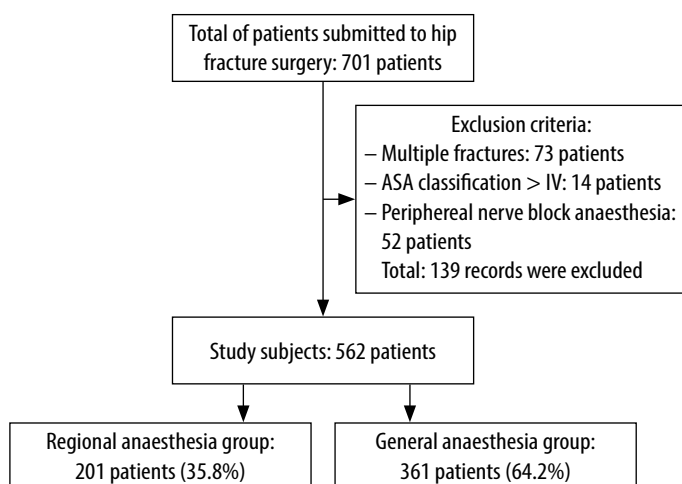 Total of patients submitted to hip
fracture surgery: 701 patients
Exclusion criteria:
– Multiple fractures: 73 patients
– ASA classification > IV: 14 patients
– Periphereal nerve block anaesthesia:
52 patients
Total: 139 records were excluded
Study subjects: 562 patients
Regional anaesthesia group:
201 patients (35.8%)
General anaesthesia group:
361 patients (64.2%)